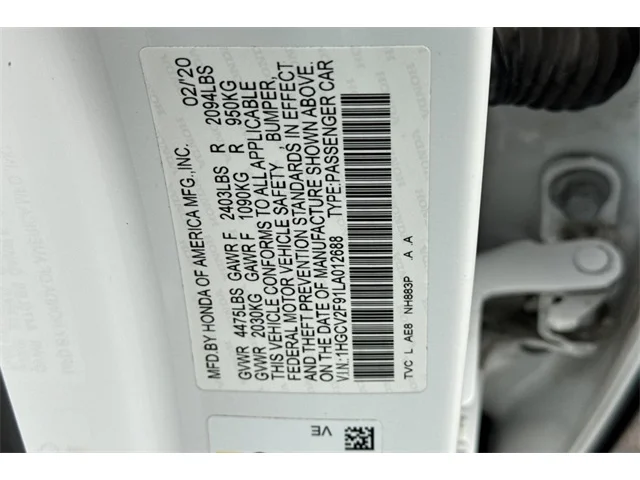 MFD.BY HONDA OF AMERICA MFG.,INC. 02/'20
GVWR 4475LBS GAWR F 2403LBS R 2094LBS
GVWR 2030KG GAWR F 1090KG R 950KG
THIS VEHICLE CONFORMS TO ALL APPLICABLE
FEDERAL MOTOR VEHICLE SAFETY , BUMPER,
AND THEFT PREVENTION STANDARDS IN EFFECT
ON THE DATE OF MANUFACTURE SHOWN ABOVE.
V.I.N.:1HGCV2F91LA012688 TYPE:PASSENGER CAR
TVC L AE8 NH883P .A .A
VE